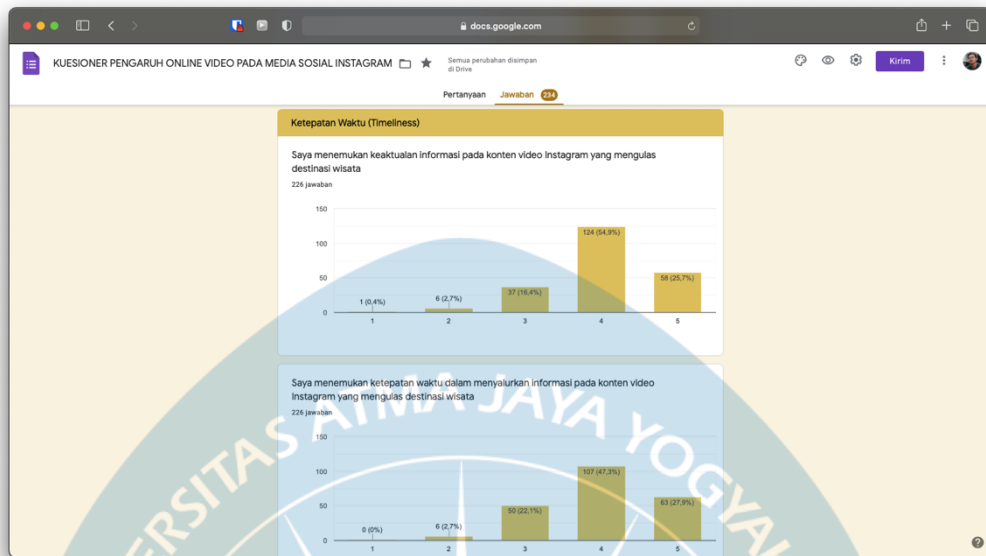 docs.google.com
KUESIONER PENGARUH ONLINE VIDEO PADA MEDIA SOSIAL INSTAGRAM
Semua perubahan disimpan
di Drive
Kirim
Pertanyaan Jawaban 234
Ketepatan Waktu (Timeliness)
Saya menemukan keaktualan informasi pada konten video Instagram yang mengulas
destinasi wisata
226 jawaban
150
100
50
0
1 (0,4%)
6 (2,7%)
37 (16,4%)
124 (54,9%)
58 (25,7%)
1 2 3 4 5
Saya menemukan ketepatan waktu dalam menyalurkan informasi pada konten video
Instagram yang mengulas destinasi wisata
226 jawaban
150
100
50
0
0 (0%)
6 (2,7%)
50 (22,1%)
107 (47,3%)
63 (27,9%)
1 2 3 4 5
ERSITAS ATMA JAYA YOGYA